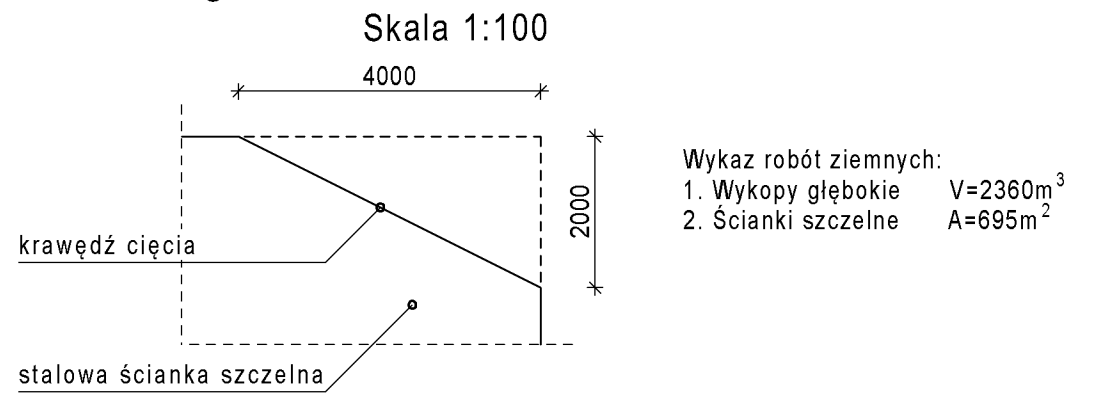 Skala 1:100
4000
2000
krawędź cięcia
stalowa ścianka szczelna
Wykaz robót ziemnych:
1. Wykopy głębokie V=2360m³
2. Ścianki szczelne A=695m²